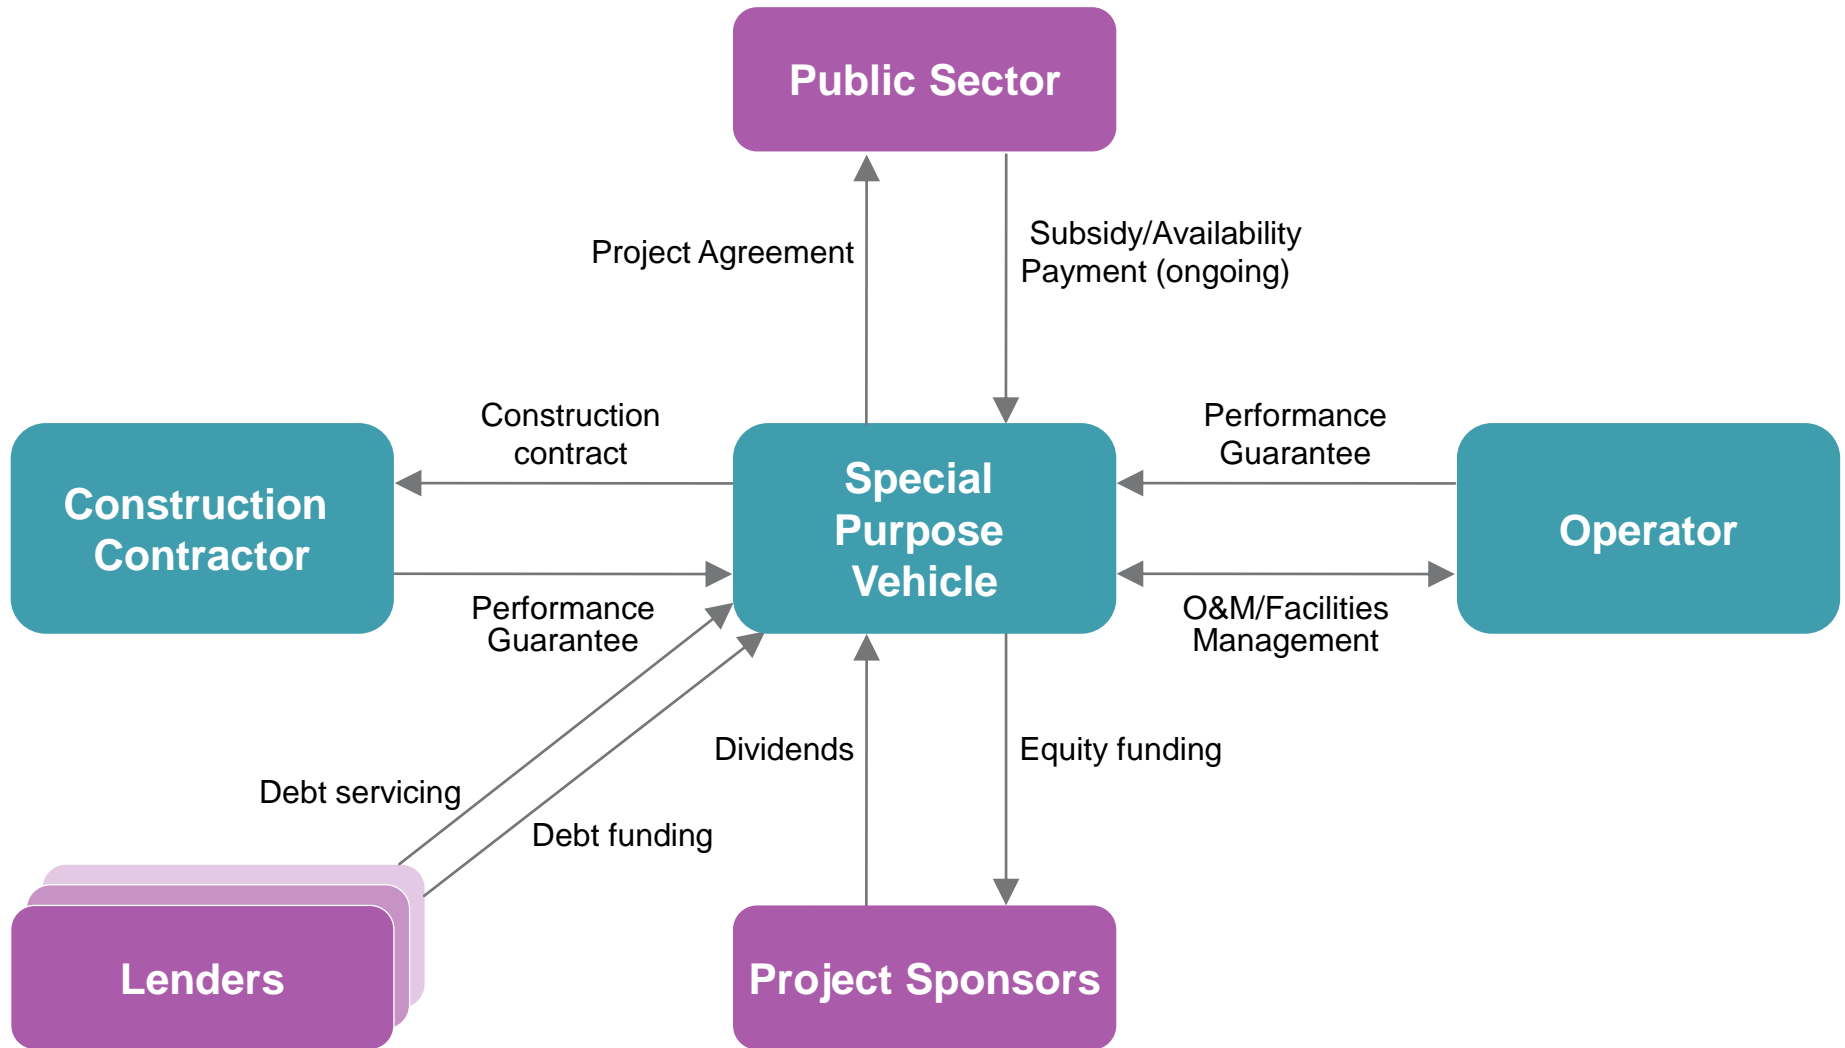 Public Sector
Project Agreement
Subsidy/Availability
Payment (ongoing)
Construction
contract
Performance
Guarantee
Construction
Contractor
Special
Purpose
Vehicle
Operator
Performance
Guarantee
O&M/Facilities
Management
Dividends
Equity funding
Debt servicing
Debt funding
Lenders
Project Sponsors